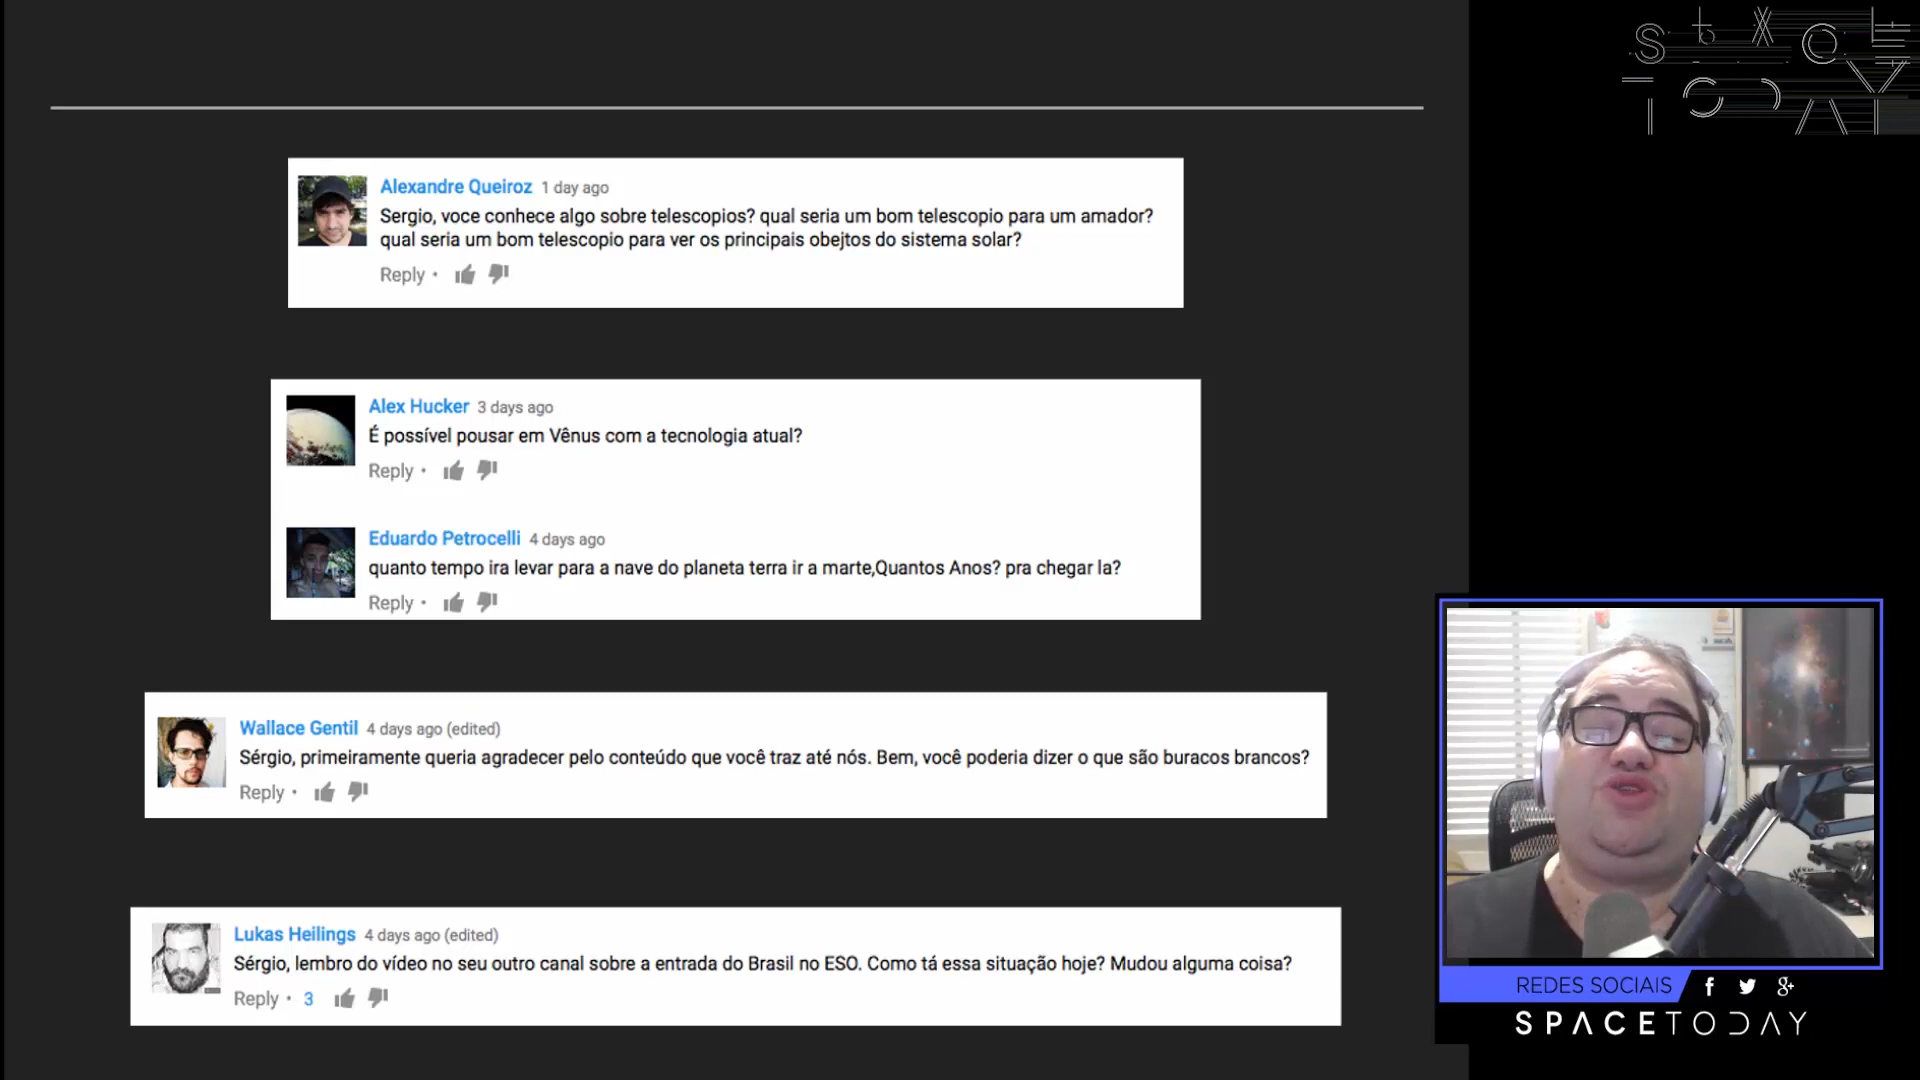 SPACE
TODAY
Alexandre Queiroz 1 day ago
Sergio, voce conhece algo sobre telescopios? qual seria um bom telescopio para um amador?
qual seria um bom telescopio para ver os principais obejtos do sistema solar?
Reply •
Alex Hucker 3 days ago
É possível pousar em Vênus com a tecnologia atual?
Reply •
Eduardo Petrocelli 4 days ago
quanto tempo ira levar para a nave do planeta terra ir a marte,Quantos Anos? pra chegar la?
Reply •
Wallace Gentil 4 days ago (edited)
Sérgio, primeiramente queria agradecer pelo conteúdo que você traz até nós. Bem, você poderia dizer o que são buracos brancos?
Reply •
Lukas Heilings 4 days ago (edited)
Sérgio, lembro do vídeo no seu outro canal sobre a entrada do Brasil no ESO. Como tá essa situação hoje? Mudou alguma coisa?
Reply • 3
REDES SOCIAIS f g+
SPACETODAY